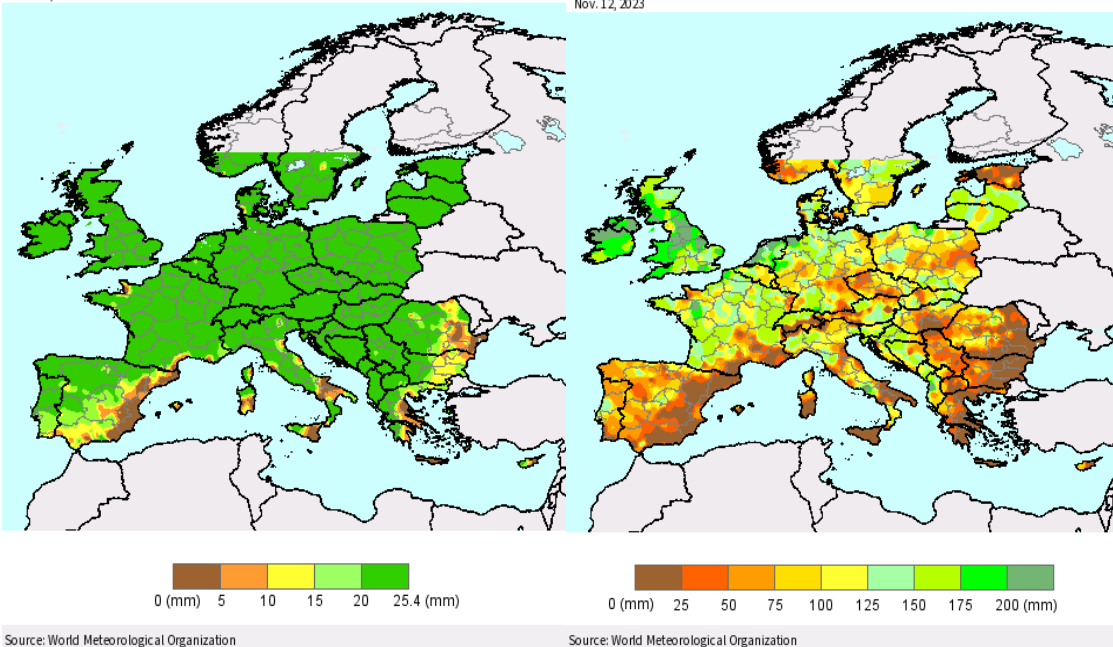 Nov. 12, 2023
0 (mm) 5 10 15 20 25.4 (mm)
0 (mm) 25 50 75 100 125 150 175 200 (mm)
Source: World Meteorological Organization
Source: World Meteorological Organization